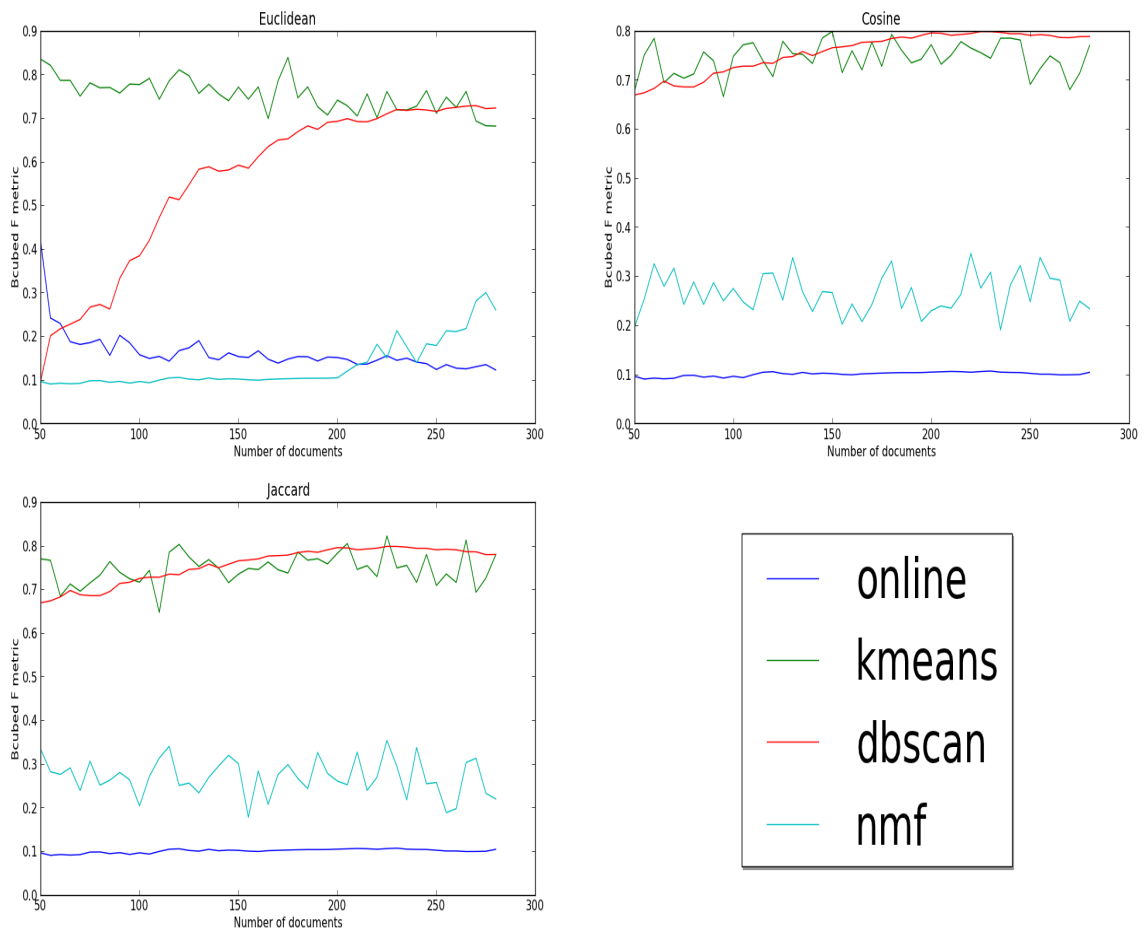 Euclidean
0.9
0.8
0.7
0.6
0.5
0.4
0.3
0.2
0.1
0.0
Bcubed F metric
50 100 150 200 250 300
Number of documents
Cosine
0.8
0.7
0.6
0.5
0.4
0.3
0.2
0.1
0.0
Bcubed F metric
50 100 150 200 250 300
Number of documents
Jaccard
0.9
0.8
0.7
0.6
0.5
0.4
0.3
0.2
0.1
0.0
Bcubed F metric
50 100 150 200 250 300
Number of documents
online
kmeans
dbscan
nmf